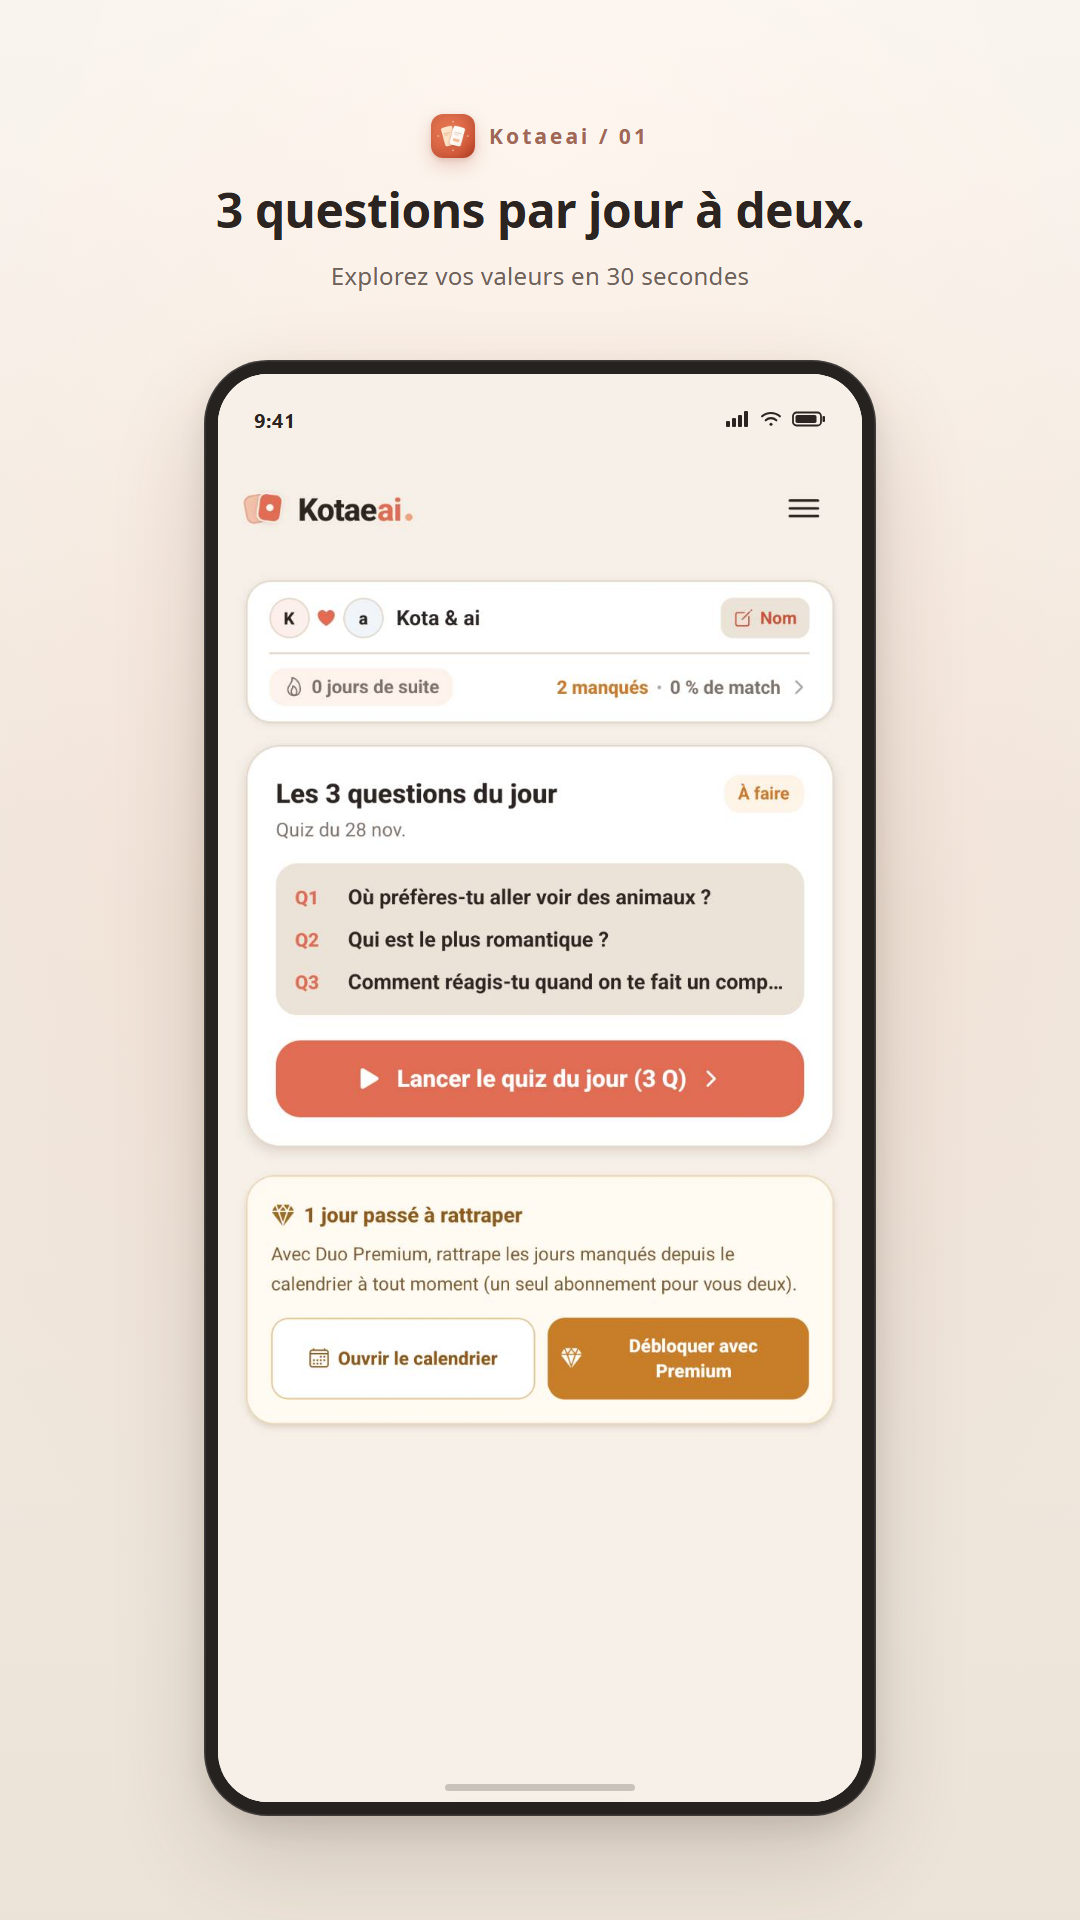 Kotaeai / 01
3 questions par jour à deux.
Explorez vos valeurs en 30 secondes
9:41
Kotaeai.
K a Kota & ai Nom
0 jours de suite 2 manqués · 0 % de match
Les 3 questions du jour À faire
Quiz du 28 nov.
Q1 Où préfères-tu aller voir des animaux ?
Q2 Qui est le plus romantique ?
Q3 Comment réagis-tu quand on te fait un comp...
Lancer le quiz du jour (3 Q)
1 jour passé à rattraper
Avec Duo Premium, rattrape les jours manqués depuis le
calendrier à tout moment (un seul abonnement pour vous deux).
Ouvrir le calendrier
Débloquer avec
Premium